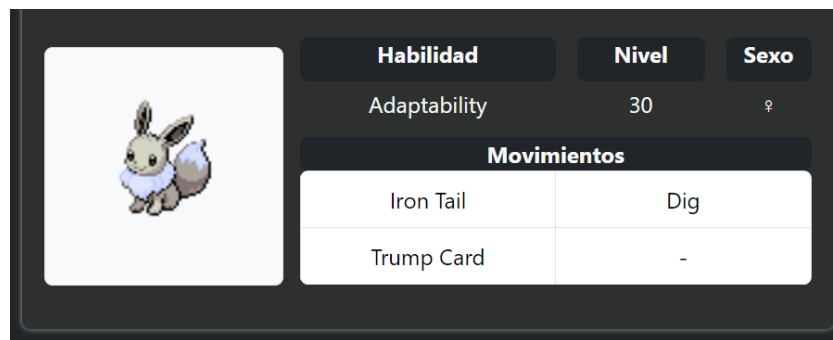 Habilidad Nivel Sexo
Adaptability 30 ♀
Movimientos
Iron Tail Dig
Trump Card -